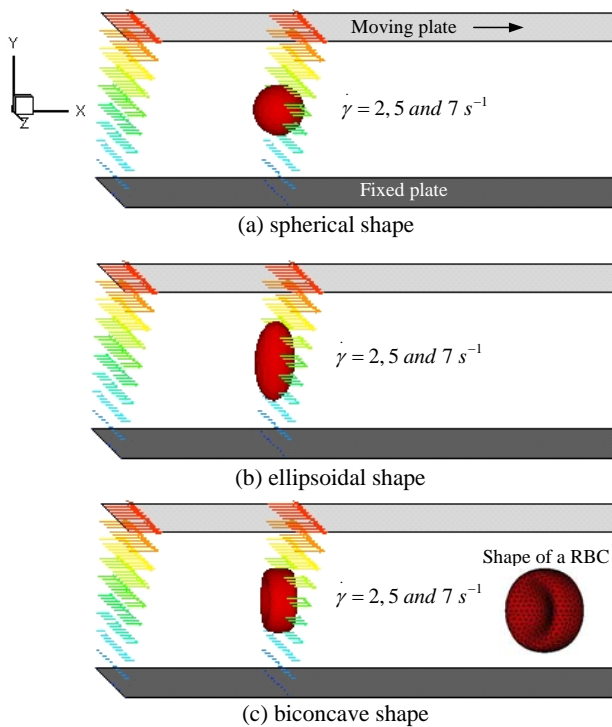 Moving plate
Y
X
Z
γ̇ = 2, 5 and 7 s⁻¹
Fixed plate
(a) spherical shape
γ̇ = 2, 5 and 7 s⁻¹
(b) ellipsoidal shape
Shape of a RBC
γ̇ = 2, 5 and 7 s⁻¹
(c) biconcave shape